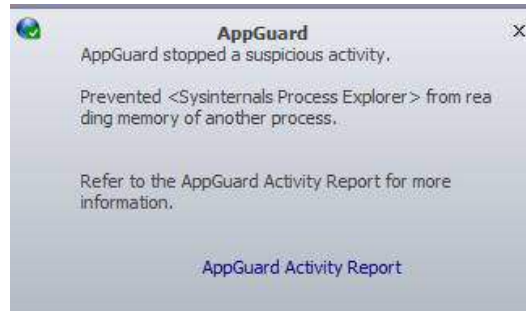 AppGuard
X
AppGuard stopped a suspicious activity.
Prevented <Sysinternals Process Explorer> from rea
ding memory of another process.
Refer to the AppGuard Activity Report for more
information.
AppGuard Activity Report